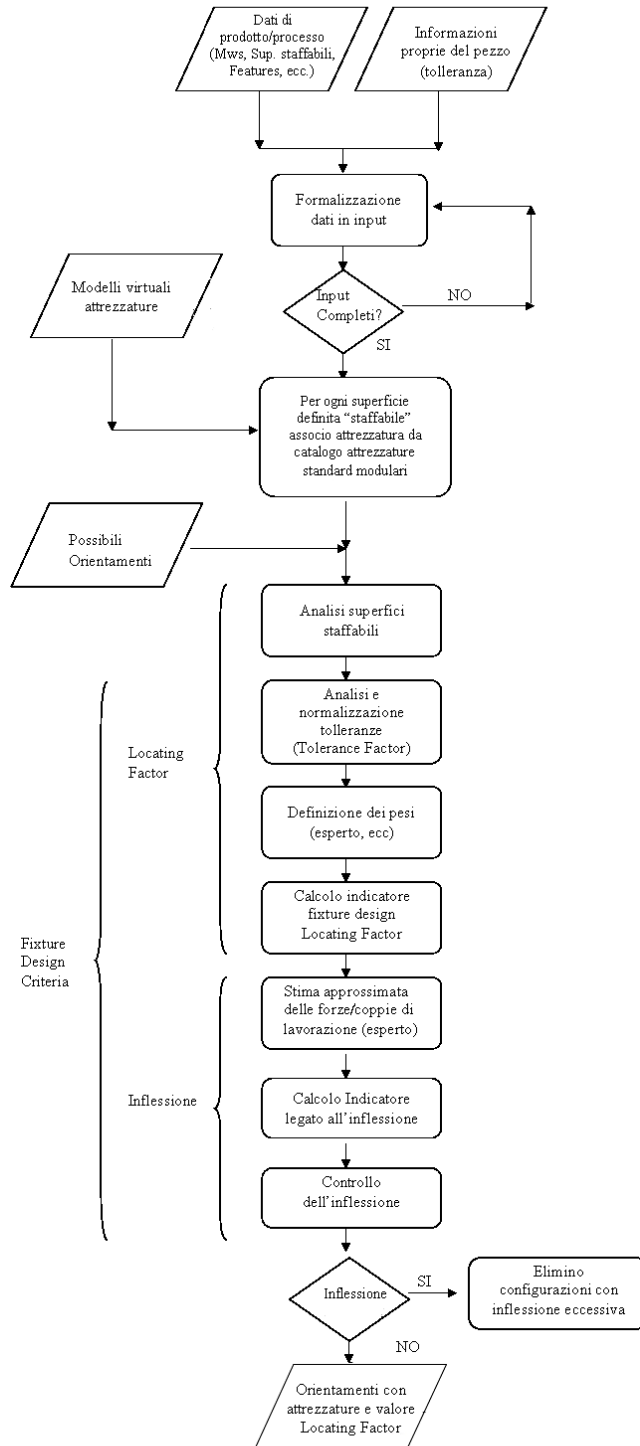 Dati di
prodotto/processo
(Mws, Sup. staffabili,
Features, ecc.)
Informazioni
proprie del pezzo
(tolleranza)
Formalizzazione
dati in input
Modelli virtuali
attrezzature
Input
Completi?
NO
SI
Per ogni superficie
definita “staffabile”
associo attrezzatura da
catalogo attrezzature
standard modulari
Possibili
Orientamenti
Analisi superfici
staffabili
Analisi e
normalizzazione
tolleranze
(Tolerance Factor)
Locating
Factor
Definizione dei pesi
(esperto, ecc)
Calcolo indicatore
fixture design
Locating Factor
Fixture
Design
Criteria
Stima approssimata
delle forze/coppie di
lavorazione (esperto)
Inflessione
Calcolo Indicatore
legato all’inflessione
Controllo
dell’inflessione
Inflessione
SI
Elimino
configurazioni con
inflessione eccessiva
NO
Orientamenti con
attrezzature e valore
Locating Factor